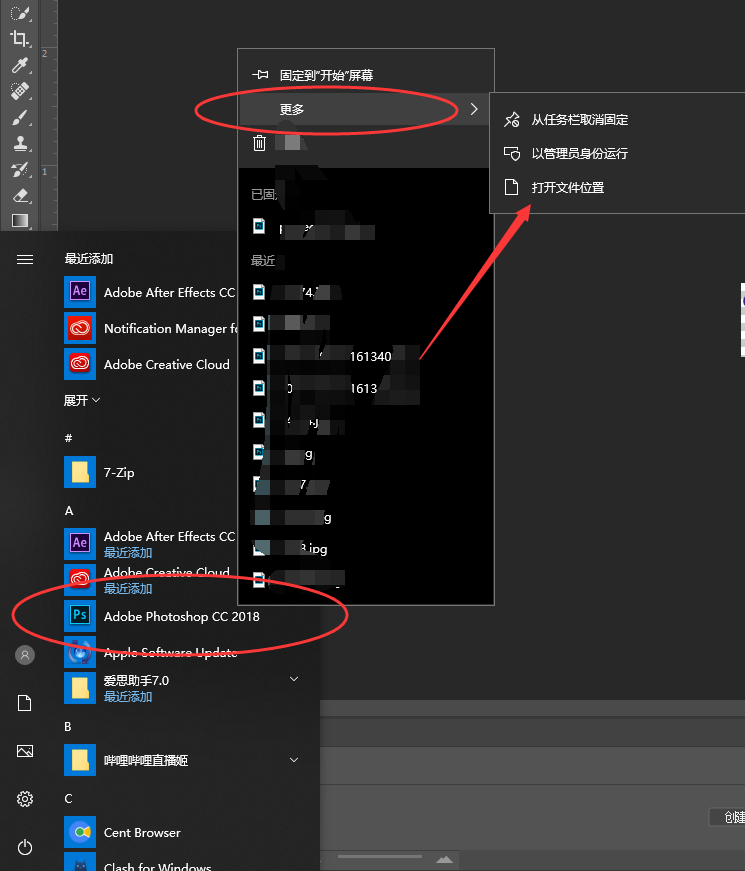 2
1
固定到"开始"屏幕
更多
从任务栏取消固定
以管理员身份运行
打开文件位置
已固
最近
161340
1613
.jpg
最近添加
Ae Adobe After Effects CC
Notification Manager fo
Adobe Creative Cloud
展开
#
7-Zip
A
Ae Adobe After Effects CC
最近添加
Adobe Creative Cloud
最近添加
Ps Adobe Photoshop CC 2018
Apple Software Update
爱思助手7.0
最近添加
B
哔哩哔哩直播姬
C
Cent Browser
Clash for Windows
创建